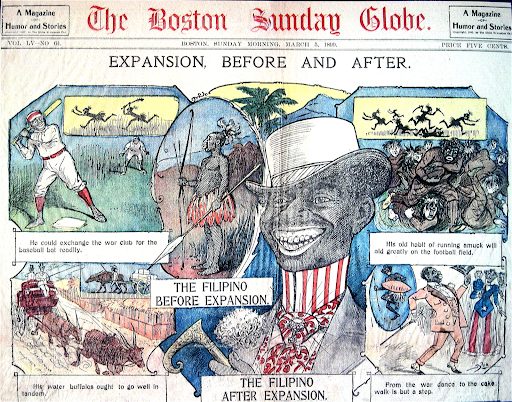 A Magazine
OF
Humor and Stories
The Boston Sunday Globe.
A Magazine
OF
Humor and Stories
VOL. LV—NO. 63.
BOSTON, SUNDAY MORNING, MARCH 5, 1899.
PRICE FIVE CENTS.
EXPANSION, BEFORE AND AFTER.
He could exchange the war club for the
baseball bat readily.
His old habit of running amuck will
aid greatly on the football field.
THE FILIPINO
BEFORE EXPANSION.
His water buffaloes ought to go well in
tandem.
THE FILIPINO
AFTER EXPANSION.
From the war dance to the cake
walk is but a step.